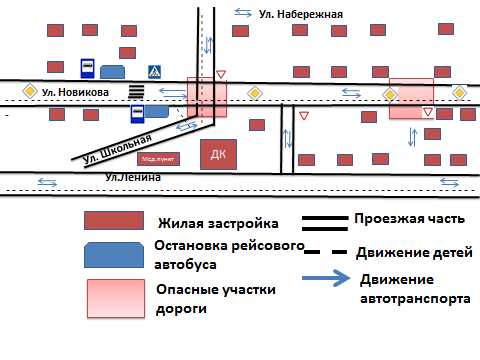 Ул. Набережная
Ул. Новикова
Ул. Школьная
Мед. пункт
ДК
Ул.Ленина
Жилая застройка
Остановка рейсового
автобуса
Опасные участки
дороги
Проезжая часть
Движение детей
Движение
автотранспорта